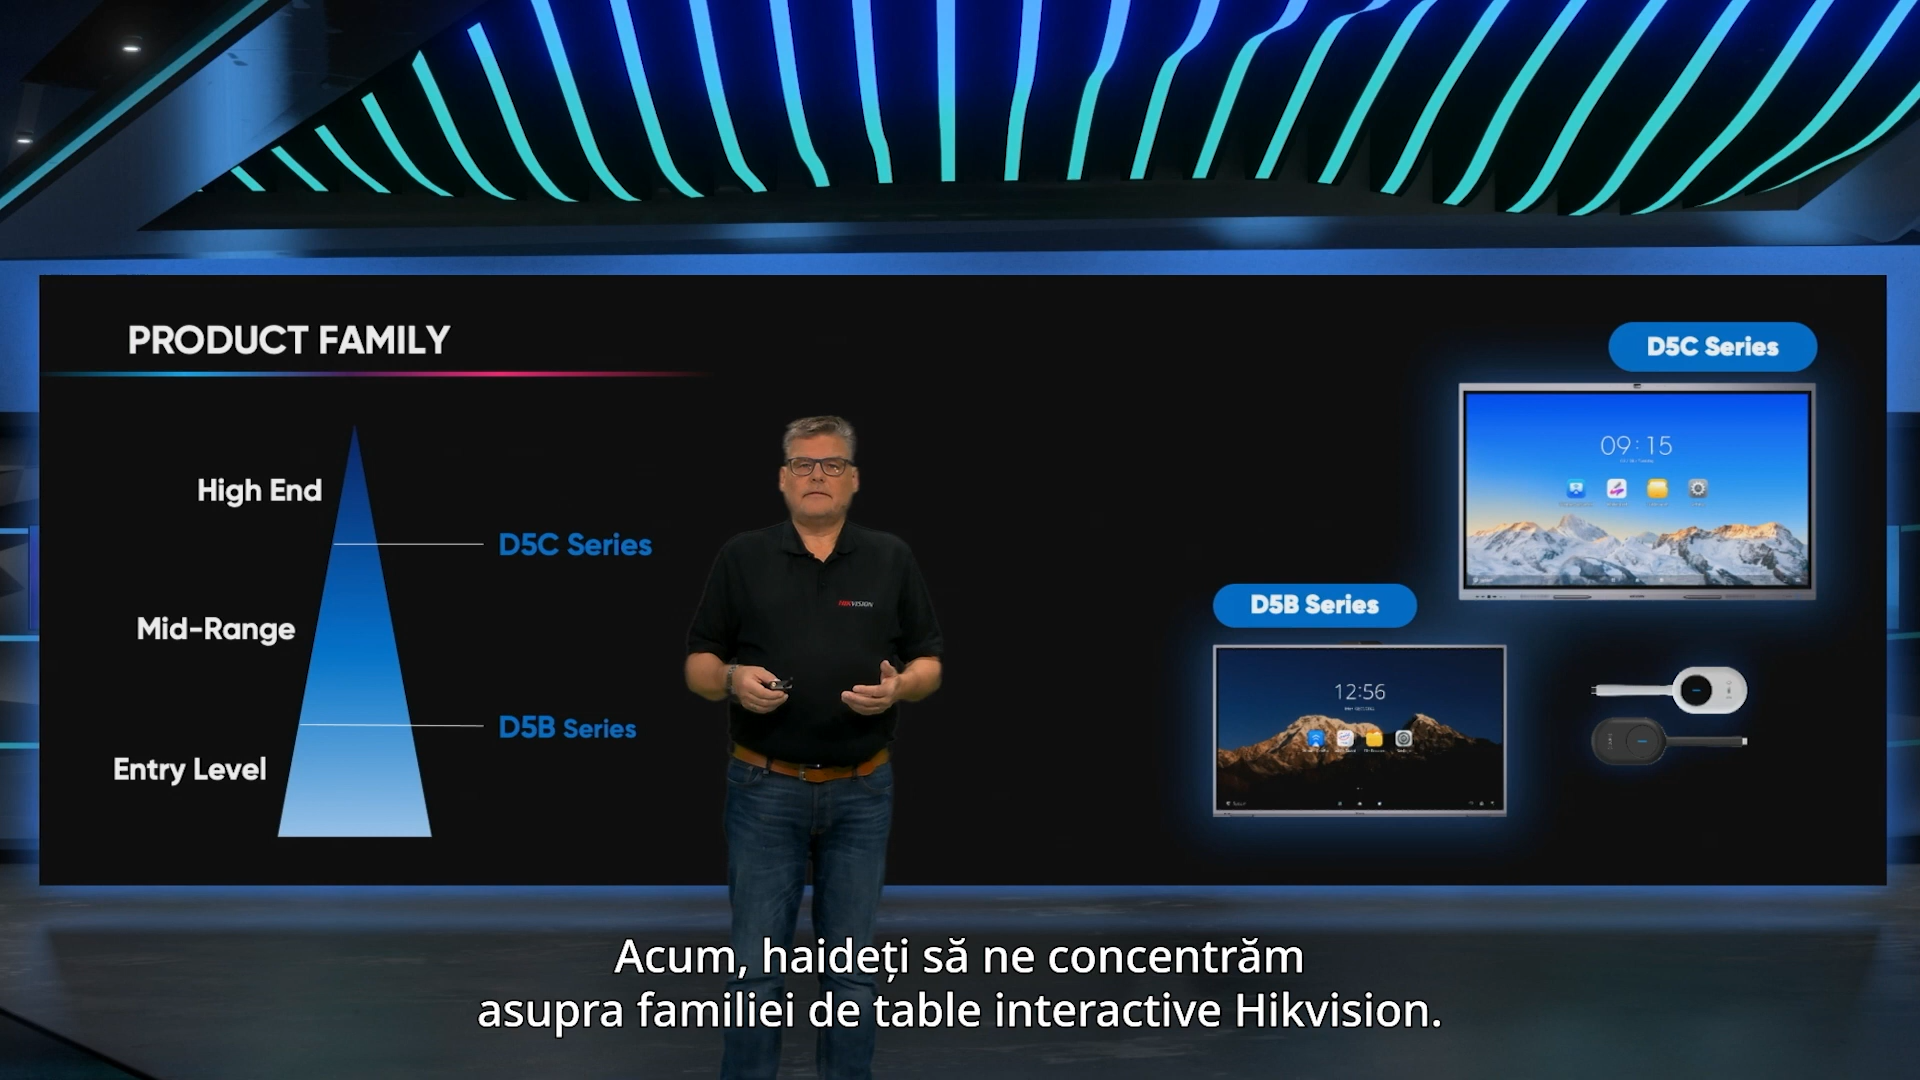 PRODUCT FAMILY
High End
D5C Series
Mid-Range
D5B Series
Entry Level
D5C Series
09:15
D5B Series
12:56
HIKVISION
Acum, haideți să ne concentrăm
asupra familiei de table interactive Hikvision.